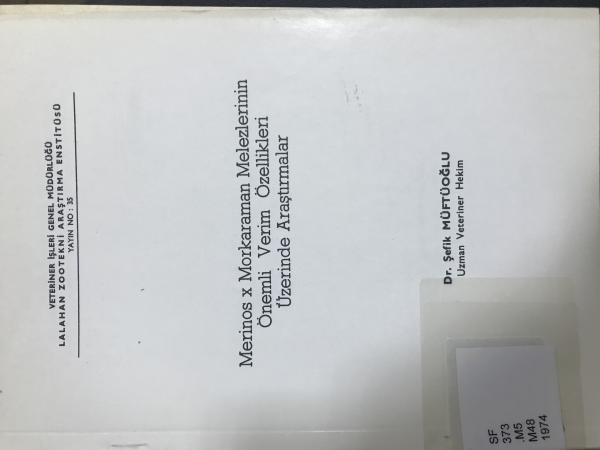 VETERİNER İŞLERİ GENEL MÜDÜRLÜĞÜ
LALAHAN ZOOTEKNİ ARAŞTIRMA ENSTİTÜSÜ
YAYIN NO : 35
Merinos x Morkaraman Melezlerinin
Önemli Verim Özellikleri
Üzerinde Araştırmalar
Dr. Şefik MÜFTÜOĞLU
Uzman Veteriner Hekim
SF
373
.M5
M48
1974